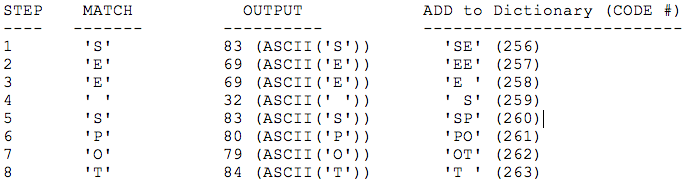 STEP MATCH OUTPUT ADD to Dictionary (CODE #)
---- ------- ---------- --------------------------
1 'S' 83 (ASCII('S')) 'SE' (256)
2 'E' 69 (ASCII('E')) 'EE' (257)
3 'E' 69 (ASCII('E')) 'E ' (258)
4 ' ' 32 (ASCII(' ')) ' S' (259)
5 'S' 83 (ASCII('S')) 'SP' (260)
6 'P' 80 (ASCII('P')) 'PO' (261)
7 'O' 79 (ASCII('O')) 'OT' (262)
8 'T' 84 (ASCII('T')) 'T ' (263)